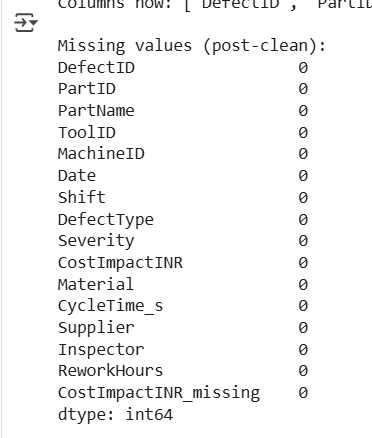 Columns now: ['DefectID', 'PartID
Missing values (post-clean):
DefectID 0
PartID 0
PartName 0
ToolID 0
MachineID 0
Date 0
Shift 0
DefectType 0
Severity 0
CostImpactINR 0
Material 0
CycleTime_s 0
Supplier 0
Inspector 0
ReworkHours 0
CostImpactINR_missing 0
dtype: int64